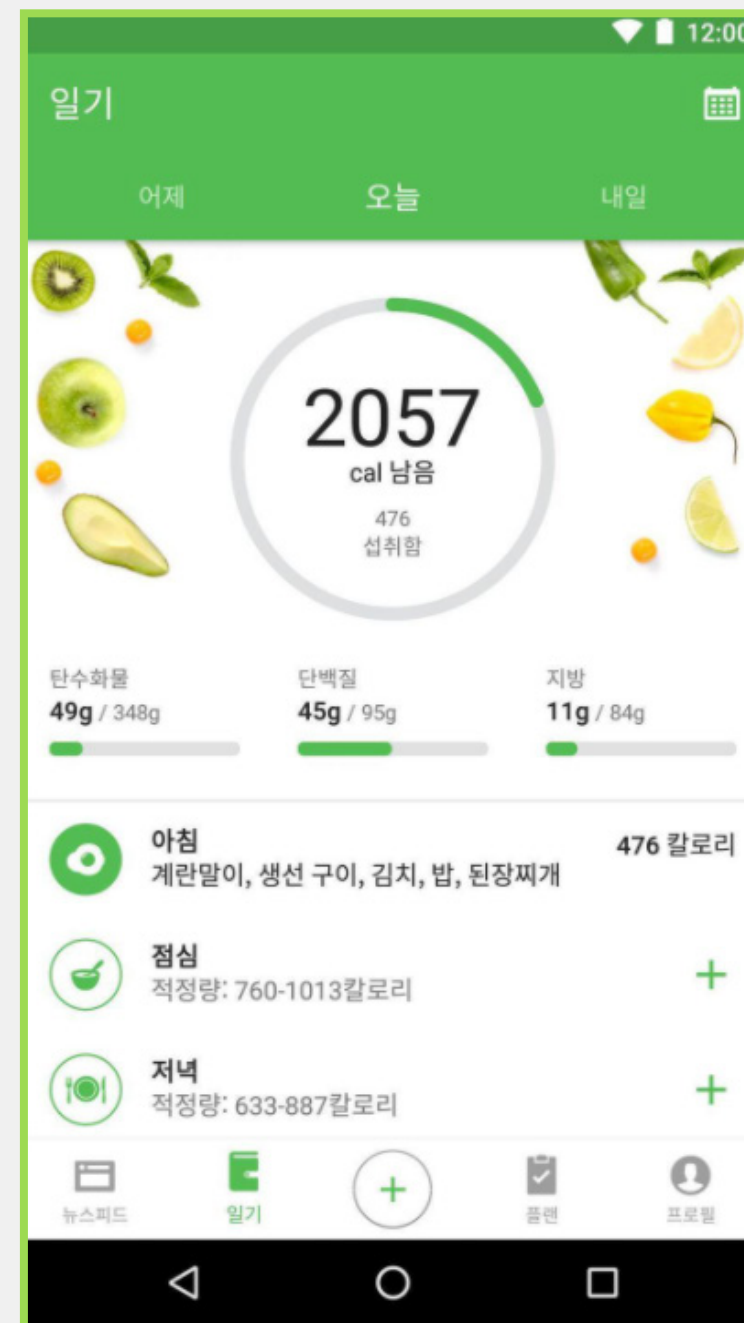 12:00
일기
어제 오늘 내일
2057
cal 남음
476
섭취함
탄수화물 단백질 지방
49g / 348g 45g / 95g 11g / 84g
아침 476 칼로리
계란말이, 생선 구이, 김치, 밥, 된장찌개
점심
적정량: 760-1013칼로리
저녁
적정량: 633-887칼로리
뉴스피드 일기 플랜 프로필